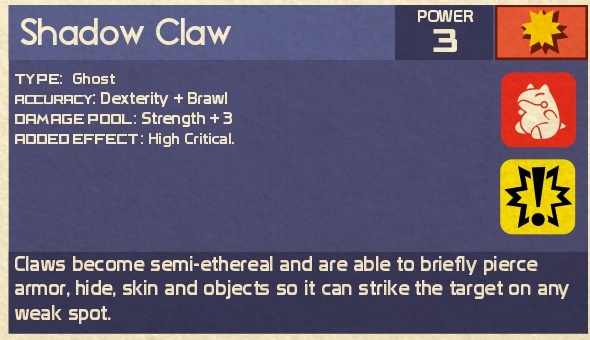 Shadow Claw
POWER
3
TYPE: Ghost
ACCURACY: Dexterity + Brawl
DAMAGE POOL: Strength + 3
ADDED EFFECT: High Critical.
Claws become semi-ethereal and are able to briefly pierce
armor, hide, skin and objects so it can strike the target on any
weak spot.